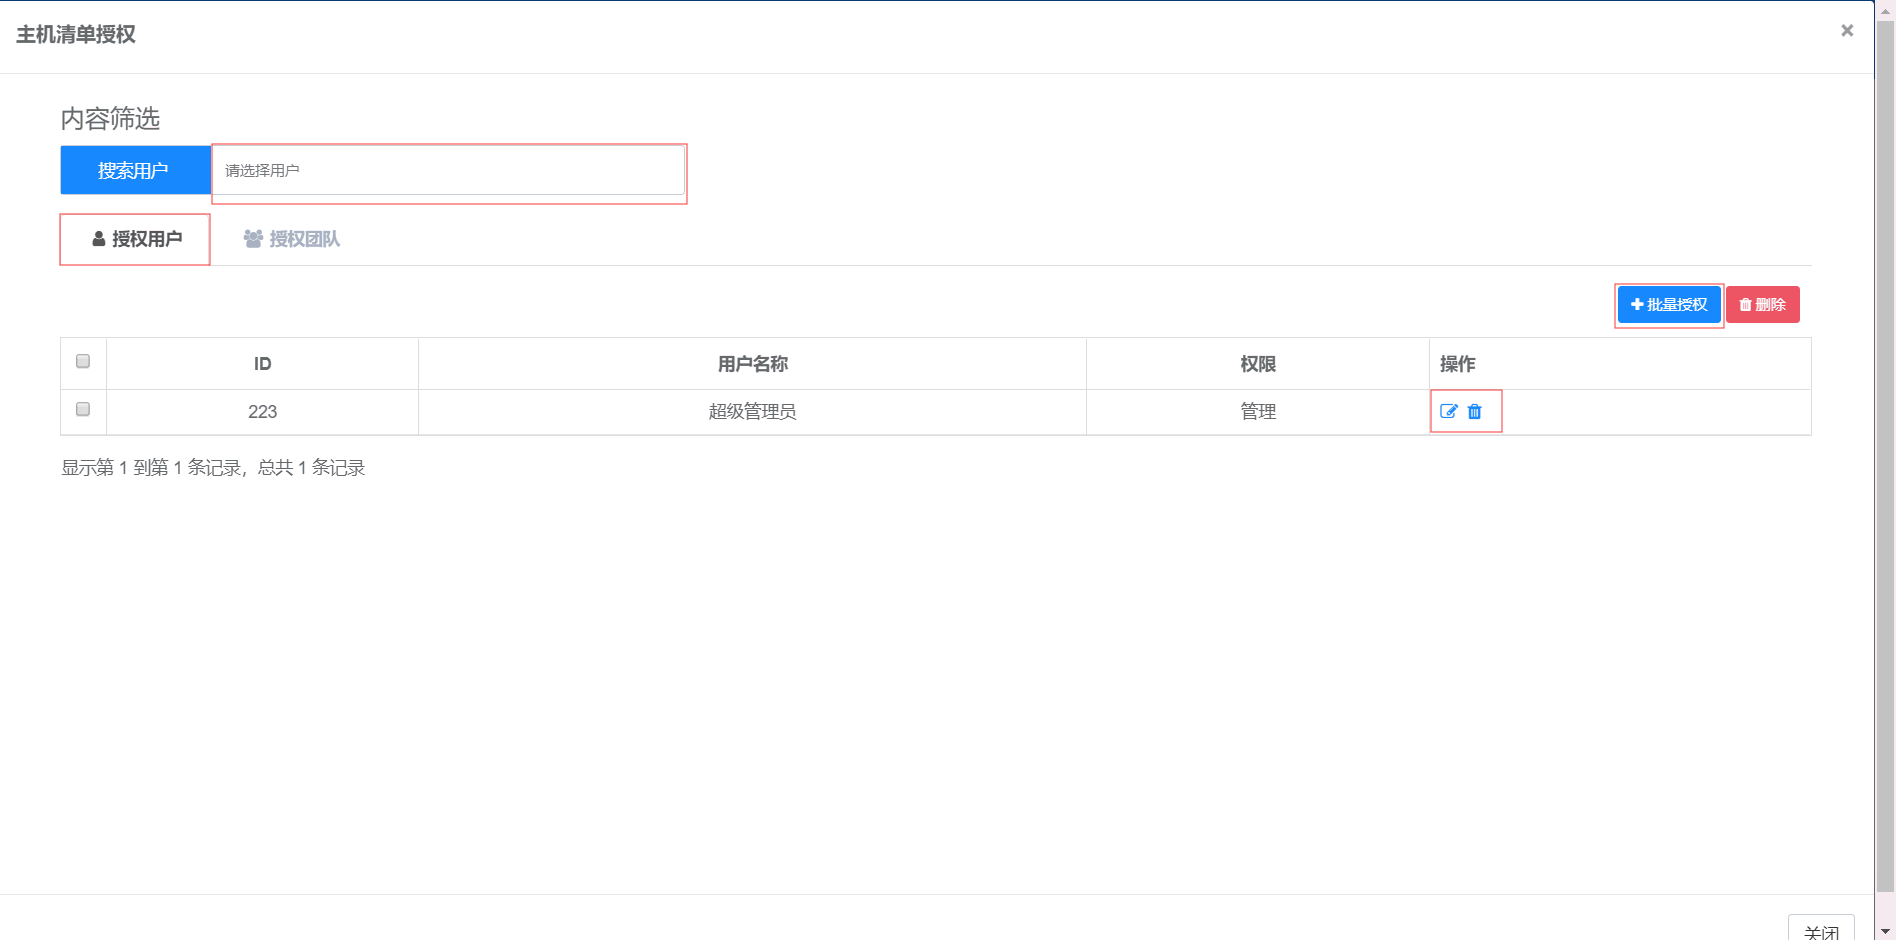 主机清单授权
×
内容筛选
搜索用户 请选择用户
授权用户 授权团队
批量授权 删除
ID 用户名称 权限 操作
223 超级管理员 管理
显示第 1 到第 1 条记录，总共 1 条记录
关闭